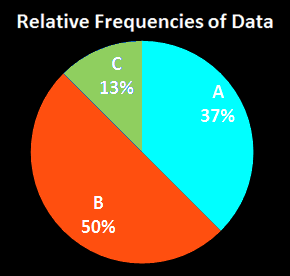 Relative Frequencies of Data
C
13%
A
37%
B
50%